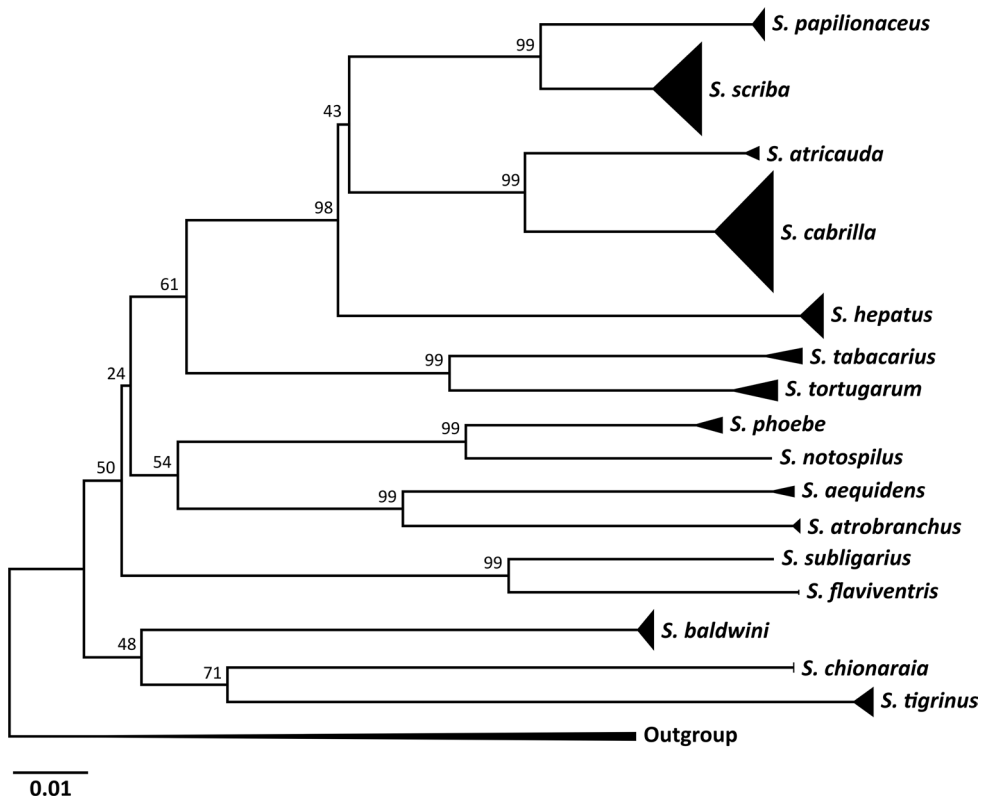 S. papilionaceus
99
S. scriba
43
S. atricauda
99
98
S. cabrilla
61
S. hepatus
99
S. tabacarius
24
S. tortugarum
99
S. phoebe
50
54
S. notospilus
99
S. aequidens
S. atrobranchus
99
S. subligarius
S. flaviventris
48
S. baldwini
71
S. chionaraia
S. tigrinus
Outgroup
0.01